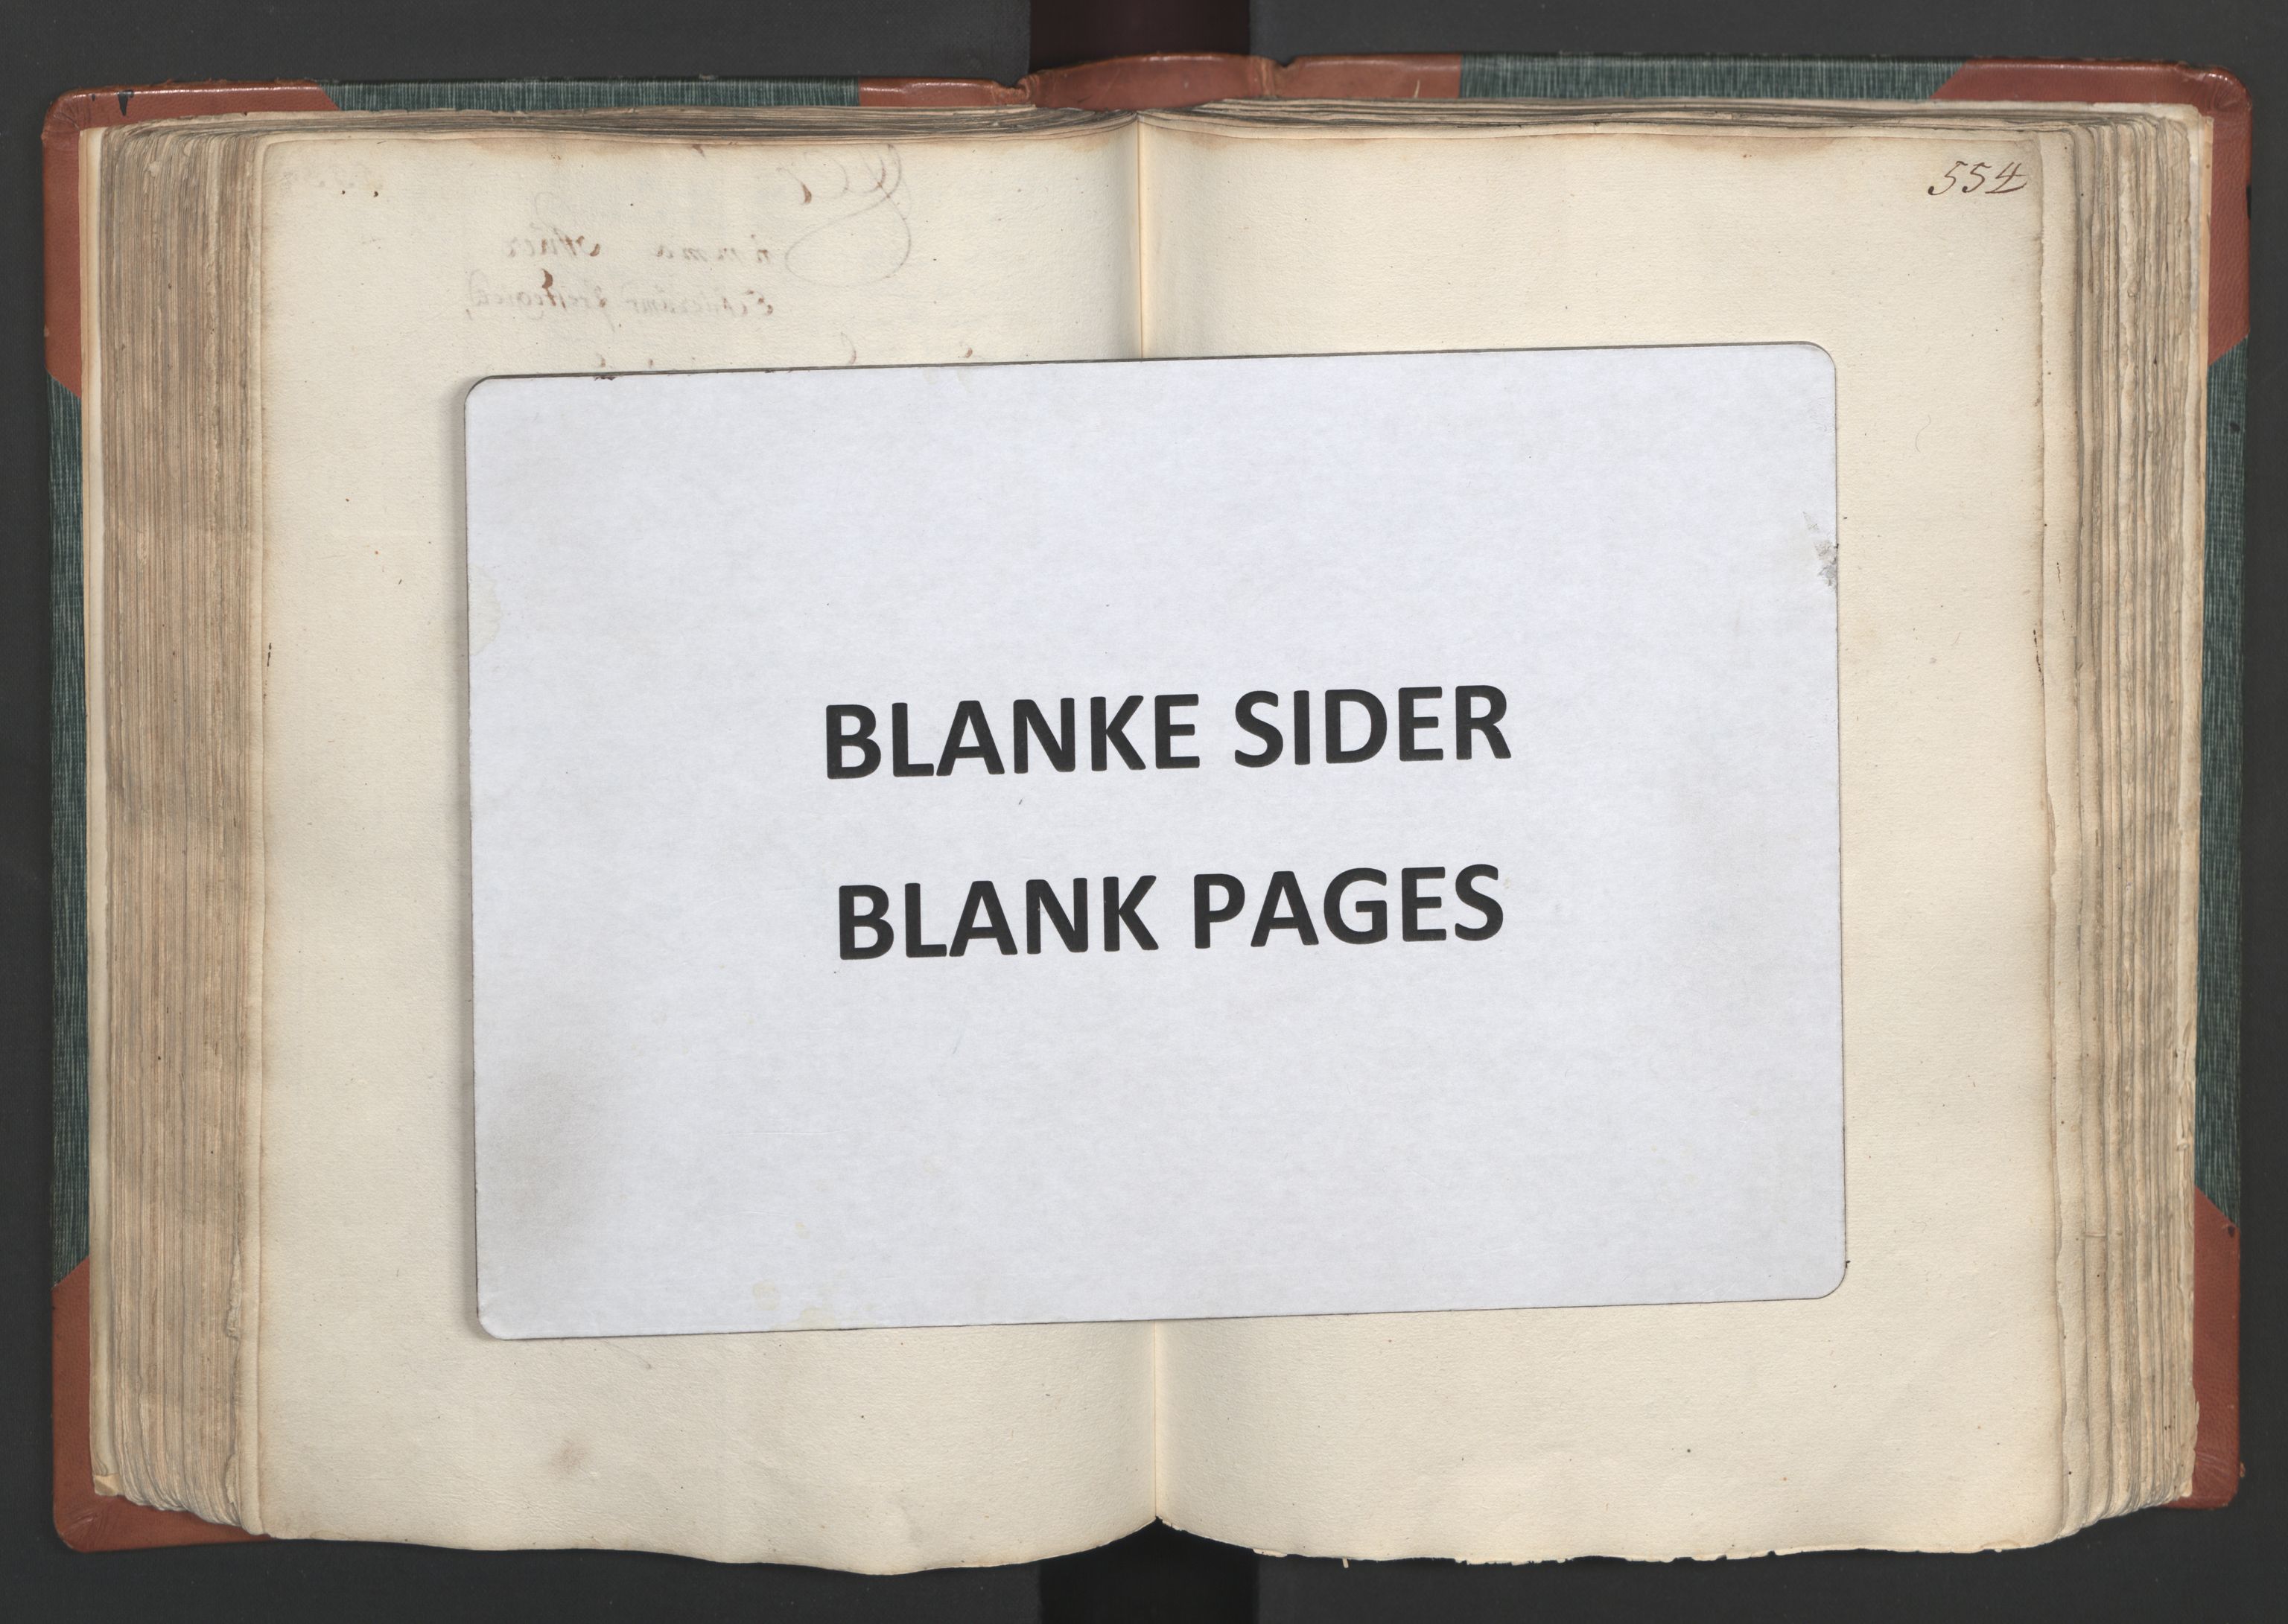 554
BLANKE SIDER
BLANK PAGES